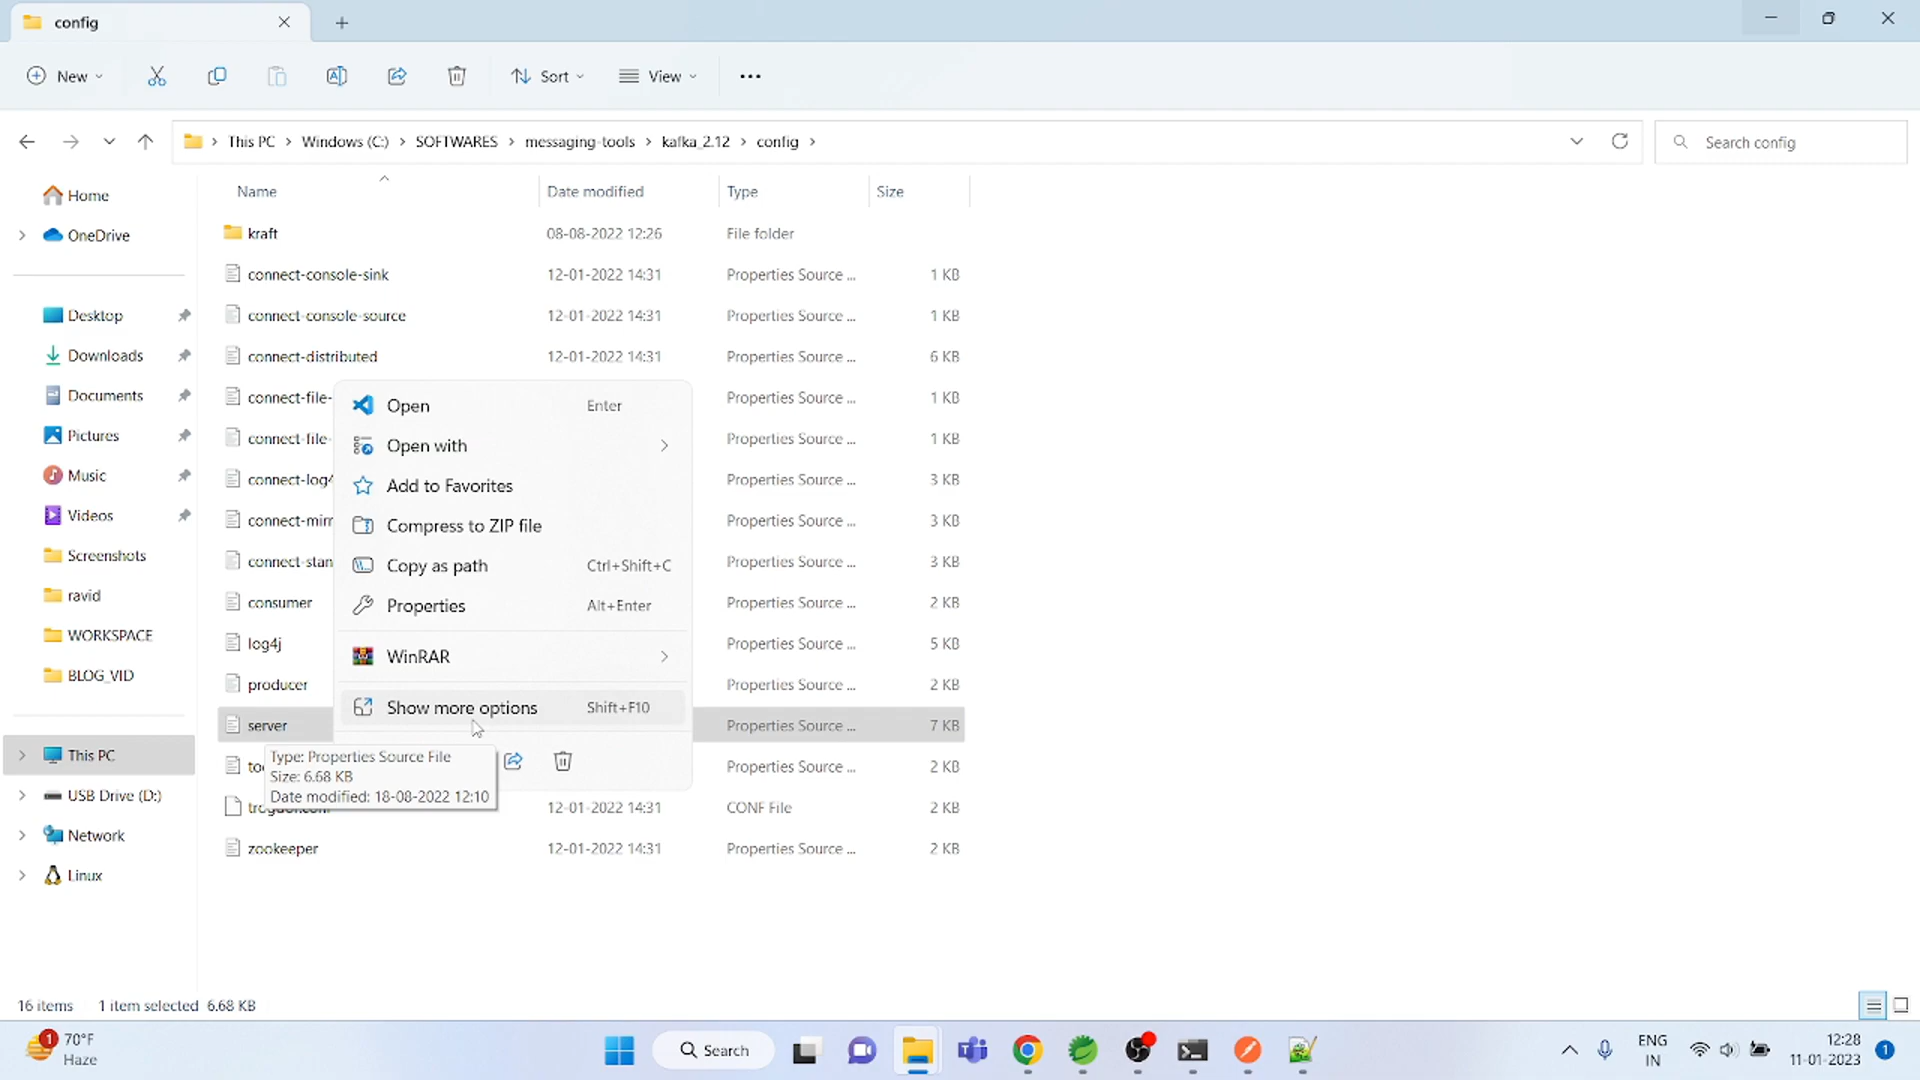 config
New
Sort
View
This PC
Windows (C:)
SOFTWARES
messaging-tools
kafka_2.12
config
Search config
Home
OneDrive
Desktop
Downloads
Documents
Pictures
Music
Videos
Screenshots
ravid
WORKSPACE
BLOG_VID
This PC
USB Drive (D:)
Network
Linux
Name Date modified Type Size
kraft 08-08-2022 12:26 File folder
connect-console-sink 12-01-2022 14:31 Properties Source ... 1 KB
connect-console-source 12-01-2022 14:31 Properties Source ... 1 KB
connect-distributed 12-01-2022 14:31 Properties Source ... 6 KB
connect-file- Properties Source ... 1 KB
connect-file- Properties Source ... 1 KB
connect-log4 Properties Source ... 3 KB
connect-mirr Properties Source ... 3 KB
connect-stan Properties Source ... 3 KB
consumer Properties Source ... 2 KB
log4j Properties Source ... 5 KB
producer Properties Source ... 2 KB
server Properties Source ... 7 KB
Properties Source ... 2 KB
12-01-2022 14:31 CONF File 2 KB
zookeeper 12-01-2022 14:31 Properties Source ... 2 KB
Open Enter
Open with
Add to Favorites
Compress to ZIP file
Copy as path Ctrl+Shift+C
Properties Alt+Enter
WinRAR
Show more options Shift+F10
Type: Properties Source File
Size: 6.68 KB
Date modified: 18-08-2022 12:10
16 items 1 item selected 6.68 KB
1
70°F
Haze
Search
ENG
IN
12:28
11-01-2023
1